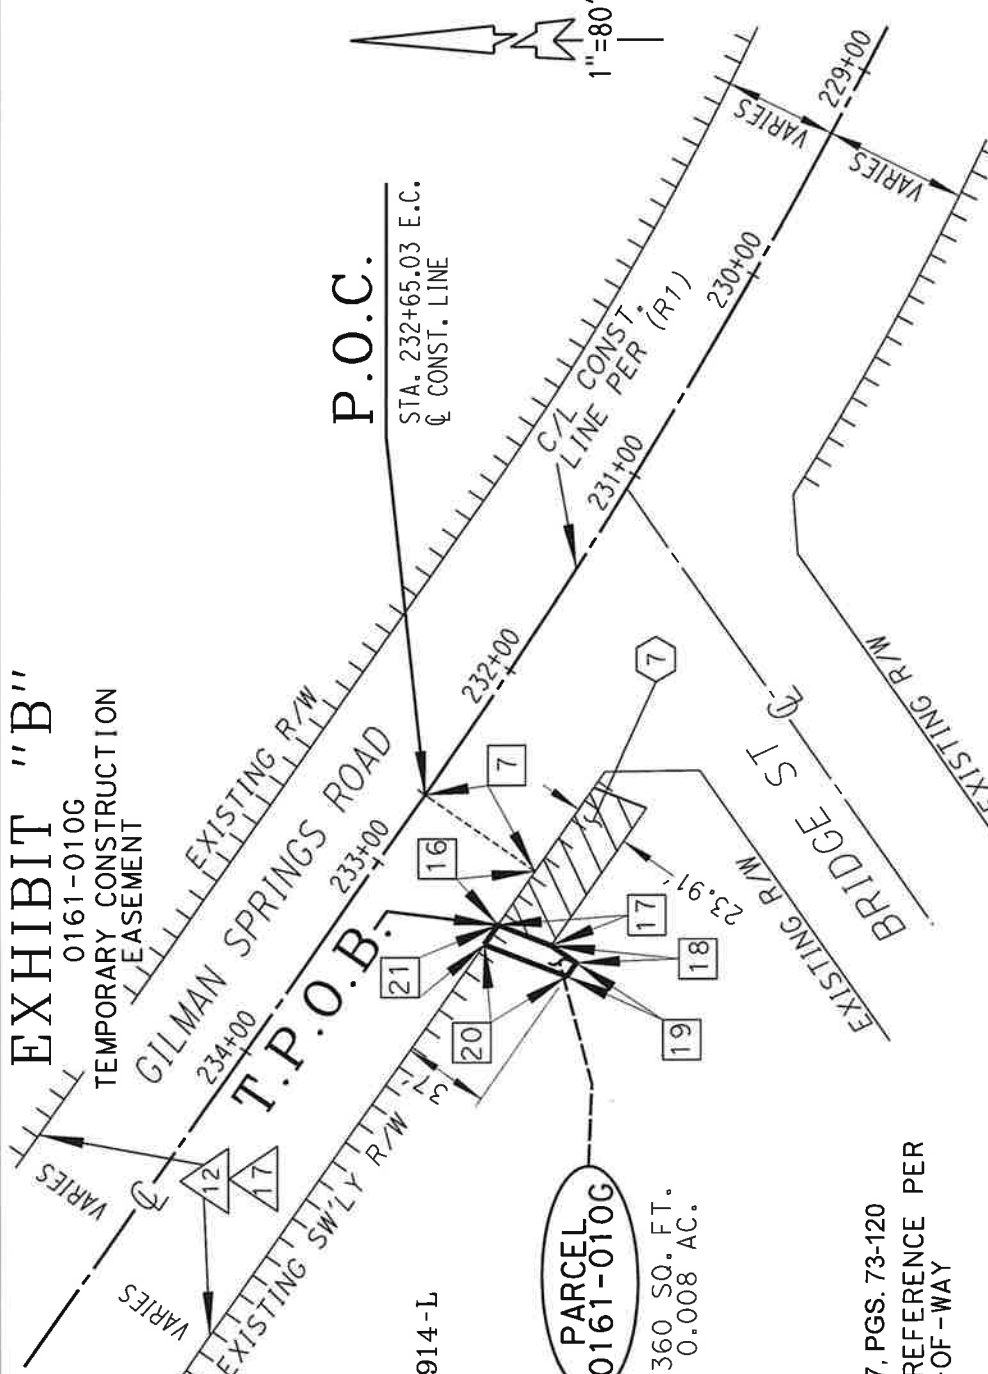 EXHIBIT "B"
0161-010G
TEMPORARY CONSTRUCTION
EASEMENT
1"=80'
P.O.C.
STA. 232+65.03 E.C.
℄ CONST. LINE
EXISTING R/W
GILMAN SPRINGS ROAD
T.P.O.B.
C/L CONST.
LINE PER (R1)
VARIES
VARIES
VARIES
VARIES
℄
234+00
233+00
232+00
231+00
230+00
229+00
12
17
EXISTING SW'LY R/W
37'
21
16
7
20
17
18
19
7
23.91'
EXISTING R/W
BRIDGE ST ℄
EXISTING R/W
EXISTING R/W
914-L
PARCEL
0161-010G
360 SQ. FT.
0.008 AC.
7, PGS. 73-120
REFERENCE PER
-OF-WAY